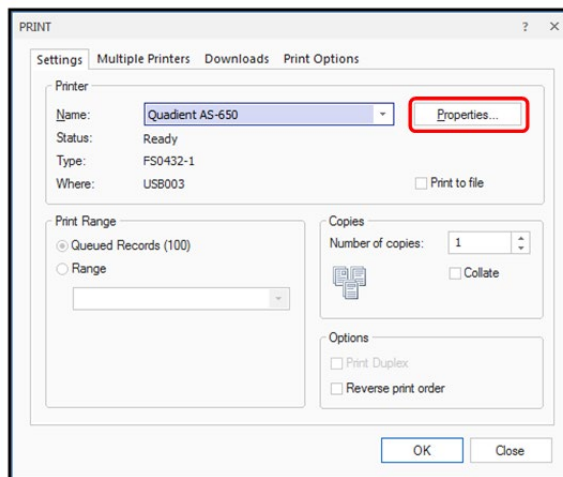 PRINT ? ×
Settings Multiple Printers Downloads Print Options
Printer
Name: Quadient AS-650 Properties...
Status: Ready
Type: FS0432-1
Where: USB003 Print to file
Print Range
Queued Records (100)
Range
Copies
Number of copies: 1
Collate
Options
Print Duplex
Reverse print order
OK Close